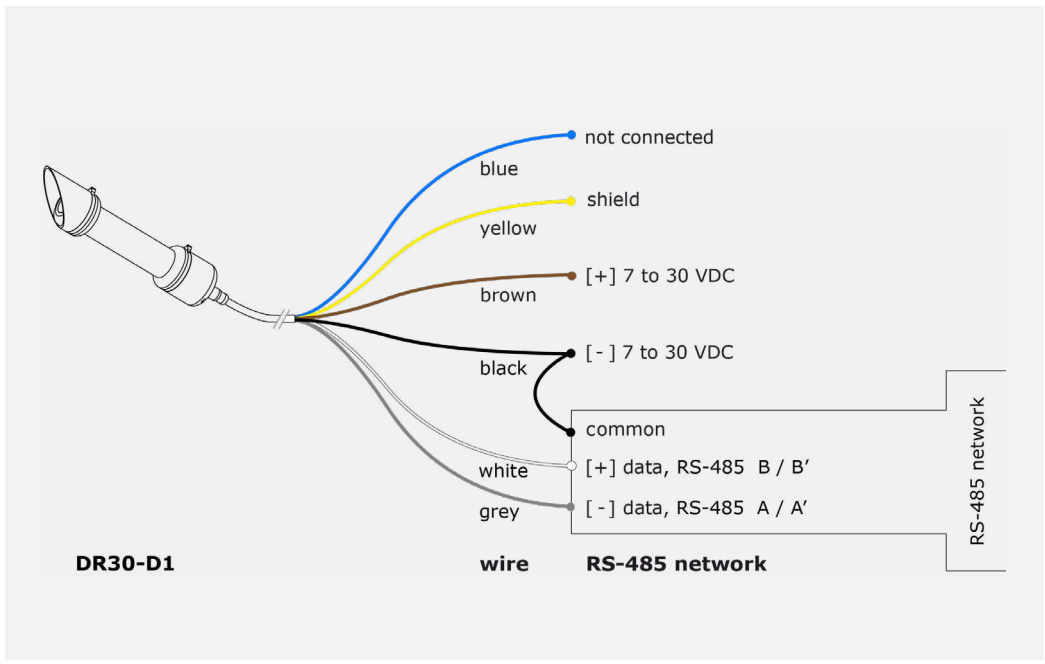 not connected
blue
shield
yellow
[+] 7 to 30 VDC
brown
[-] 7 to 30 VDC
black
common
[+] data, RS-485 B / B’
white
[-] data, RS-485 A / A’
grey
RS-485 network
DR30-D1
wire
RS-485 network